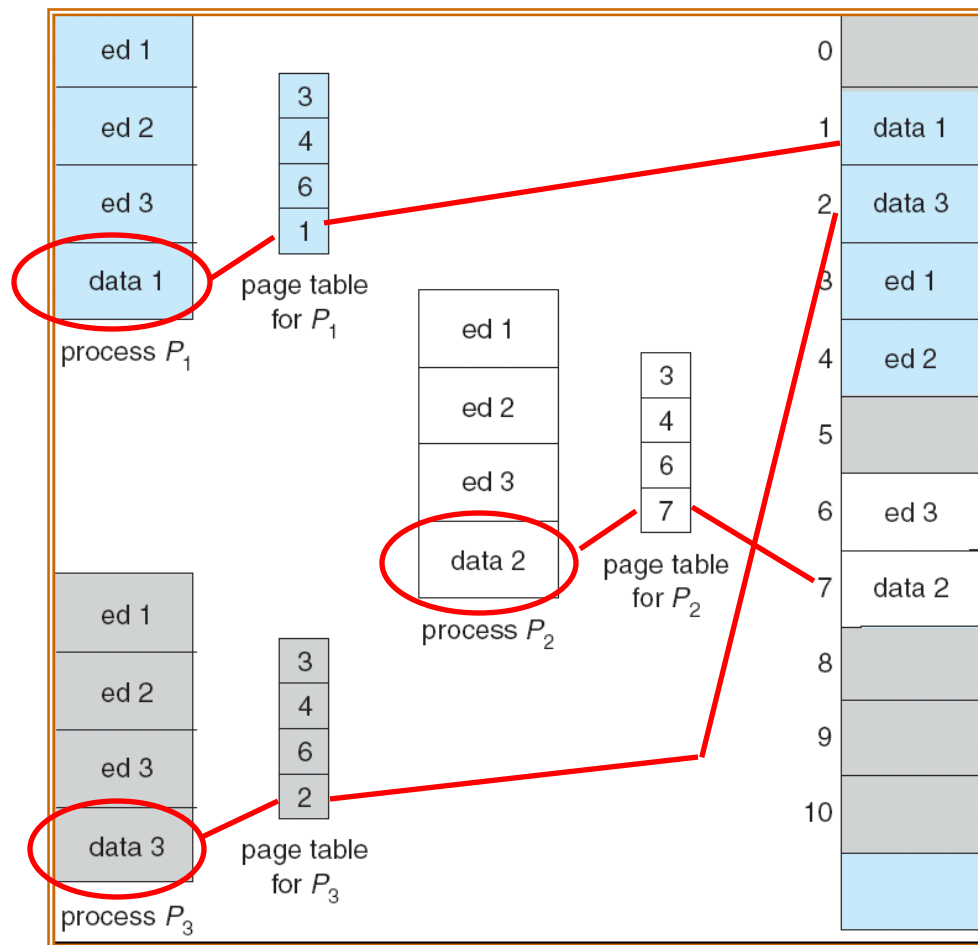 ed 1
ed 2
ed 3
data 1
process P1
3
4
6
1
page table
for P1
ed 1
ed 2
ed 3
data 2
process P2
3
4
6
7
page table
for P2
ed 1
ed 2
ed 3
data 3
process P3
3
4
6
2
page table
for P3
0
1 data 1
2 data 3
3 ed 1
4 ed 2
5
6 ed 3
7 data 2
8
9
10